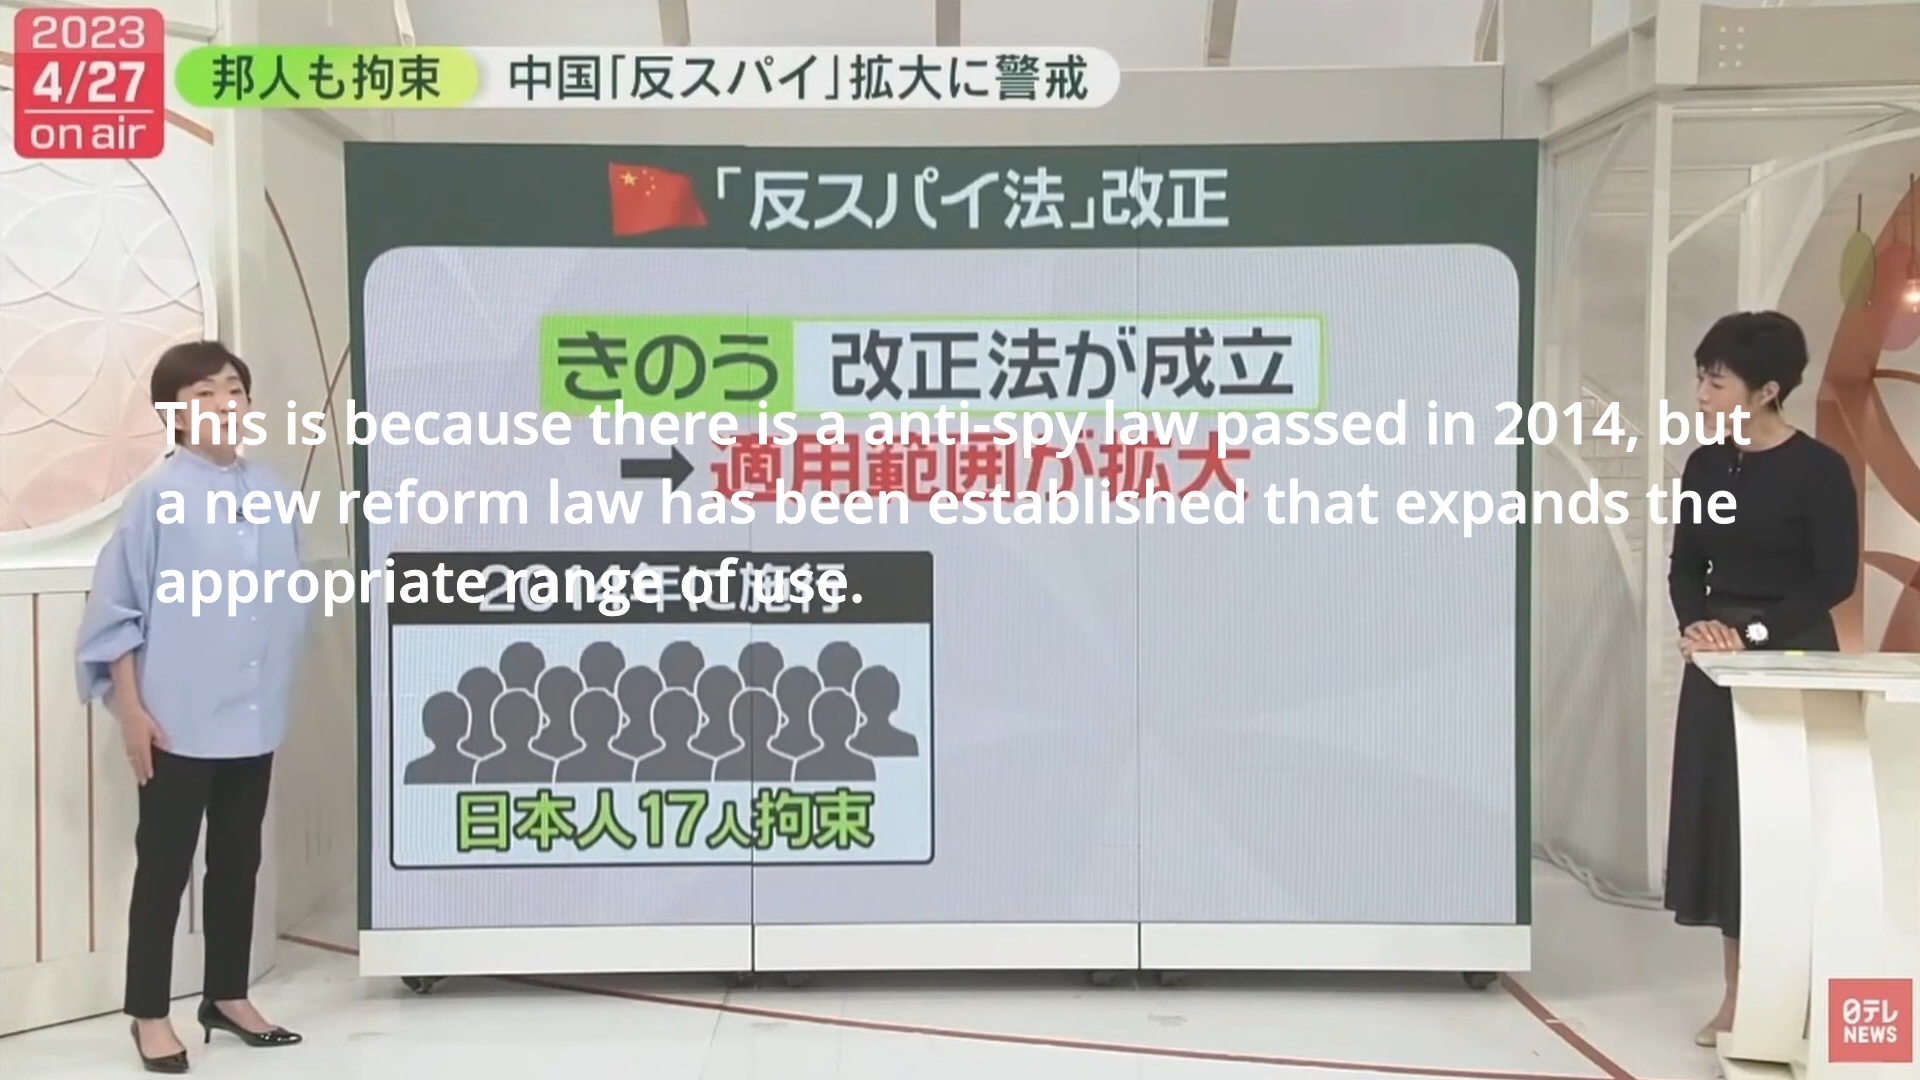 2023
4/27
on air
邦人も拘束
中国「反スパイ」拡大に警戒
「反スパイ法」改正
きのう 改正法が成立
This is because there is a anti-spy law passed in 2014, but
➡適用範囲が拡大
a new reform law has been established that expands the
appropriate range of use.
2014年に施行
日本人17人拘束
日テレ
NEWS